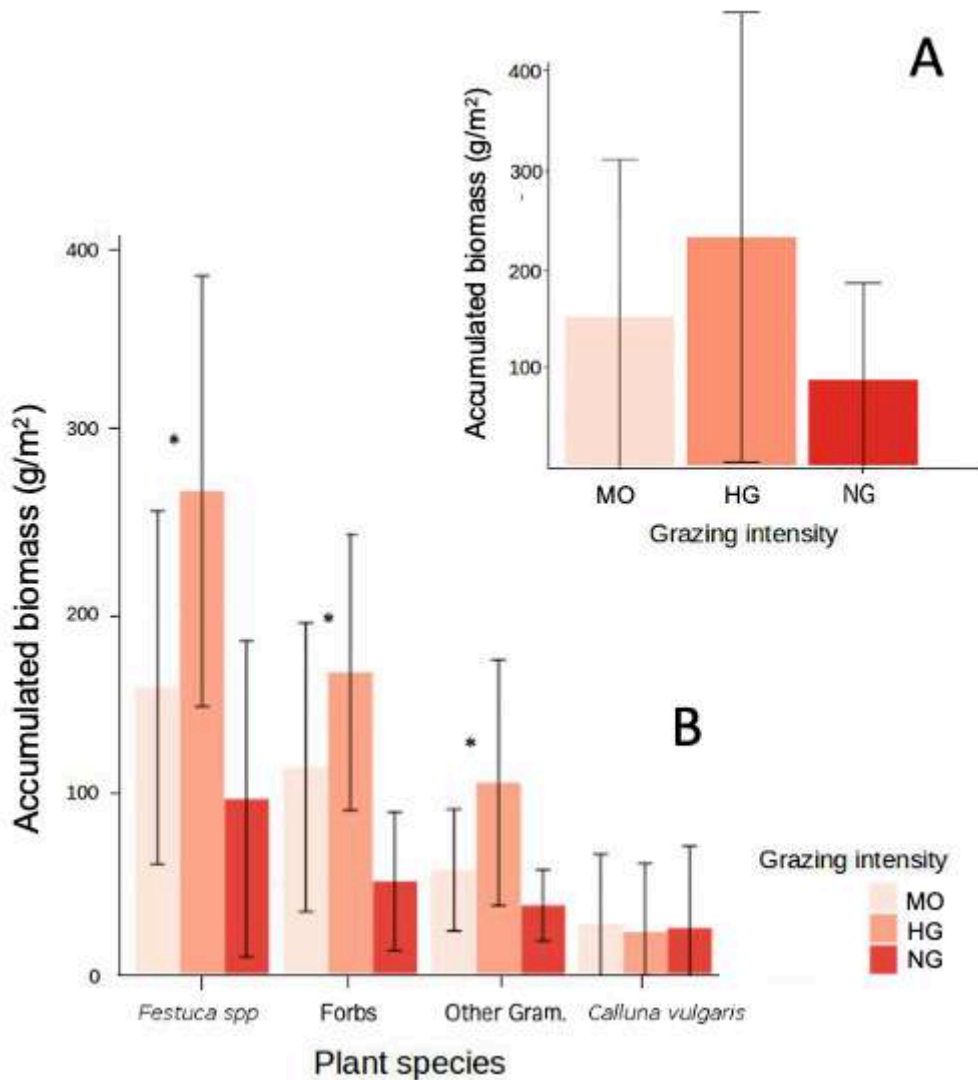 A
Accumulated biomass (g/m²)
400
300
200
100
MO HG NG
Grazing intensity
B
Accumulated biomass (g/m²)
400
300
200
100
0
*
*
*
Festuca spp Forbs Other Gram. Calluna vulgaris
Plant species
Grazing intensity
MO
HG
NG